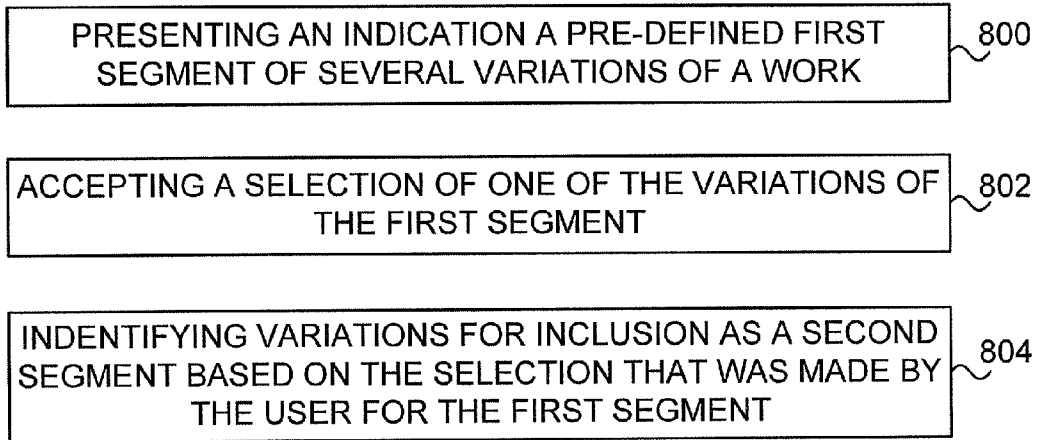 PRESENTING AN INDICATION A PRE-DEFINED FIRST
SEGMENT OF SEVERAL VARIATIONS OF A WORK
800
ACCEPTING A SELECTION OF ONE OF THE VARIATIONS OF
THE FIRST SEGMENT
802
INDENTIFYING VARIATIONS FOR INCLUSION AS A SECOND
SEGMENT BASED ON THE SELECTION THAT WAS MADE BY
THE USER FOR THE FIRST SEGMENT
804